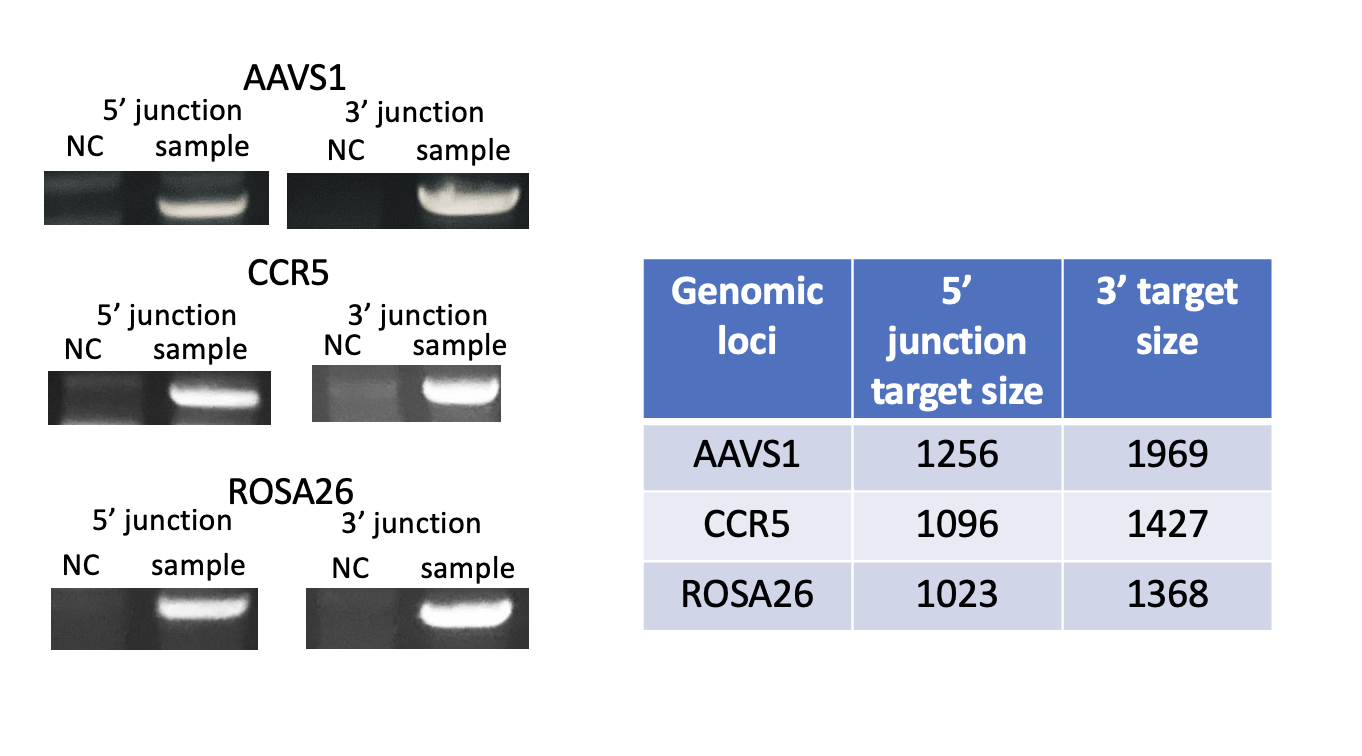 AAVS1
5’ junction
3’ junction
NC
sample
NC
sample
CCR5
5’ junction
3’ junction
NC
sample
NC
sample
ROSA26
5’ junction
3’ junction
NC
sample
NC
sample
Genomic
loci
5’
junction
target size
3’ target
size
AAVS1
1256
1969
CCR5
1096
1427
ROSA26
1023
1368